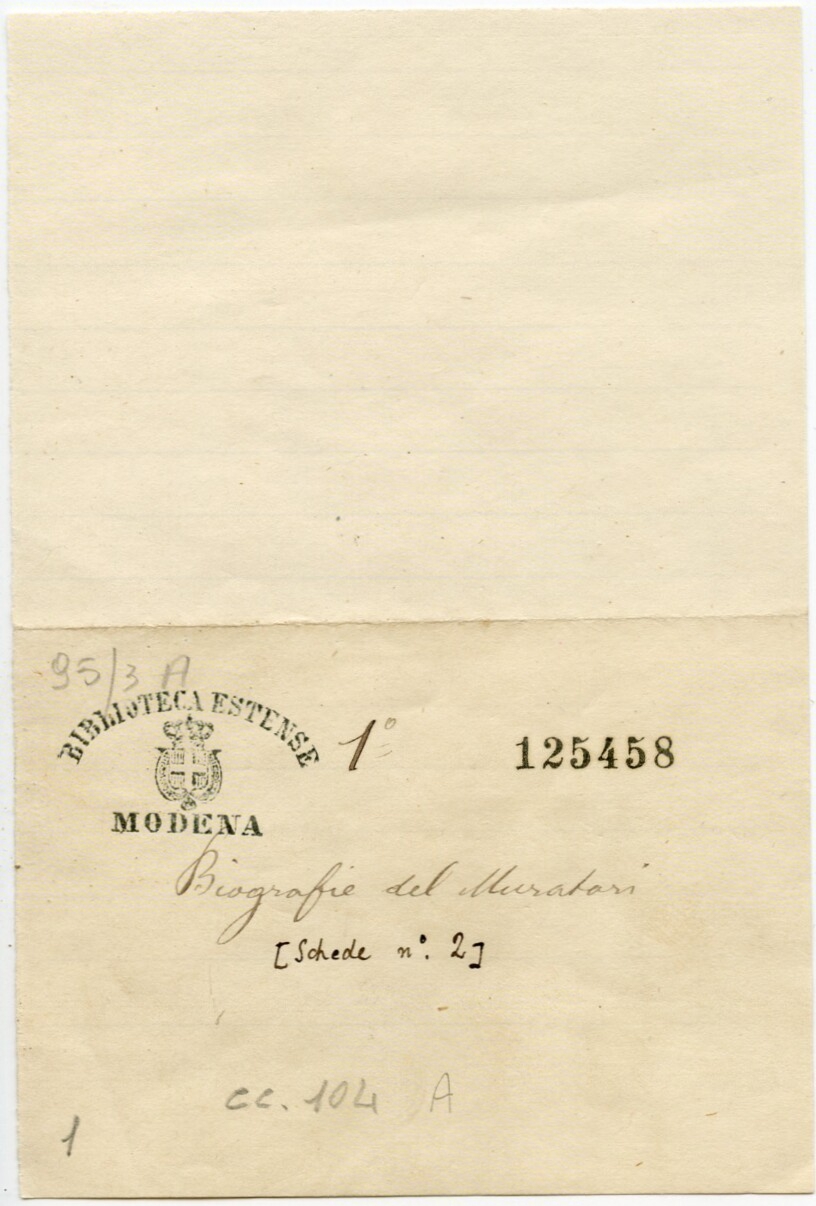 95/3 A
BIBLIOTECA ESTENSE
MODENA
1°
125458
Biografie del Muratori
[Schede n°. 2]
cc. 104 A
1